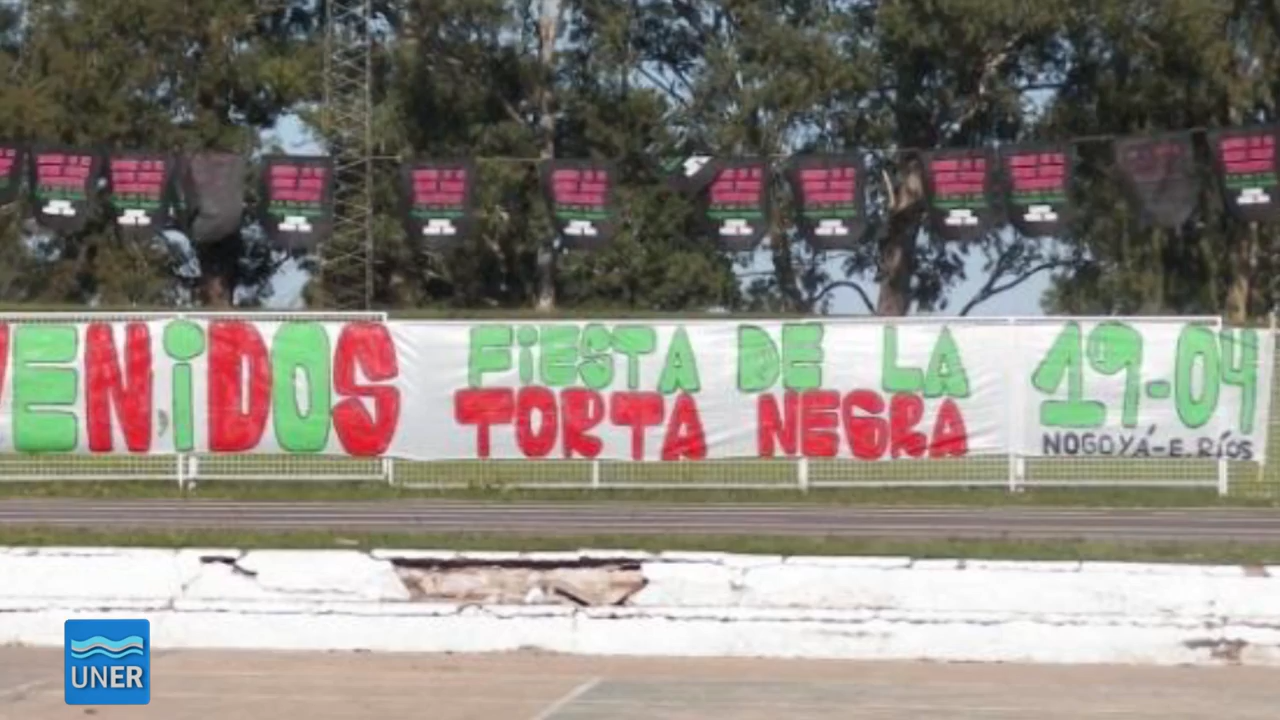 VENIDOS
FIESTA DE LA
TORTA NEGRA
19-04
NOGOYÁ-E.RÍOS
UNER